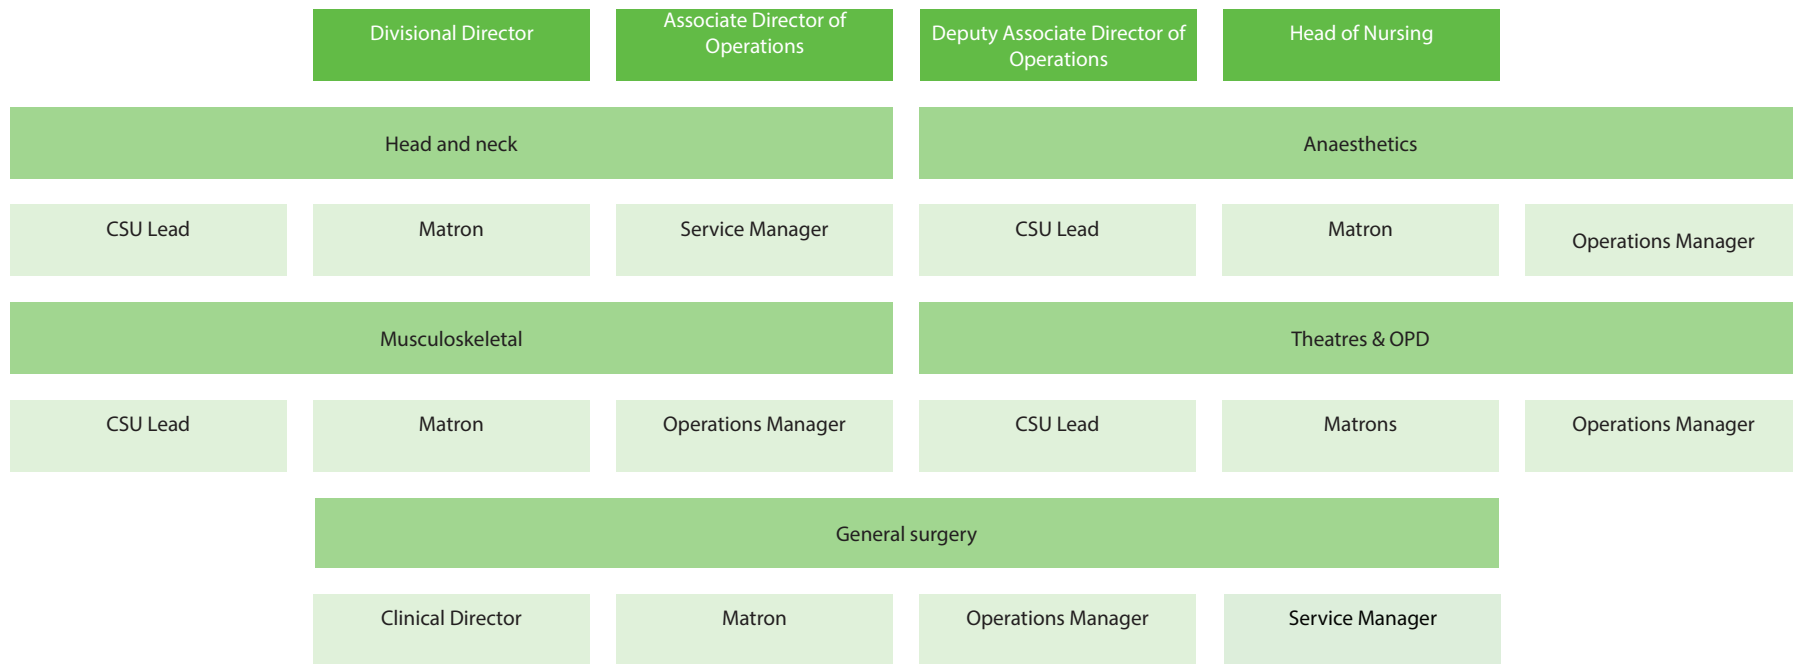 Divisional Director
Associate Director of
Operations
Deputy Associate Director of
Operations
Head of Nursing
Head and neck
Anaesthetics
CSU Lead
Matron
Service Manager
CSU Lead
Matron
Operations Manager
Musculoskeletal
Theatres & OPD
CSU Lead
Matron
Operations Manager
CSU Lead
Matrons
Operations Manager
General surgery
Clinical Director
Matron
Operations Manager
Service Manager